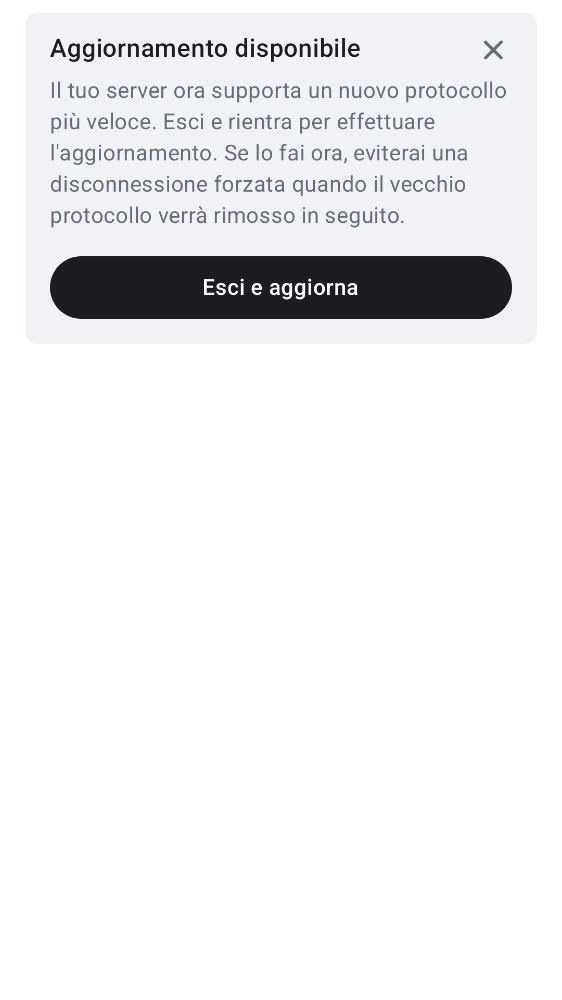 Aggiornamento disponibile
Il tuo server ora supporta un nuovo protocollo
più veloce. Esci e rientra per effettuare
l'aggiornamento. Se lo fai ora, eviterai una
disconnessione forzata quando il vecchio
protocollo verrà rimosso in seguito.
Esci e aggiorna